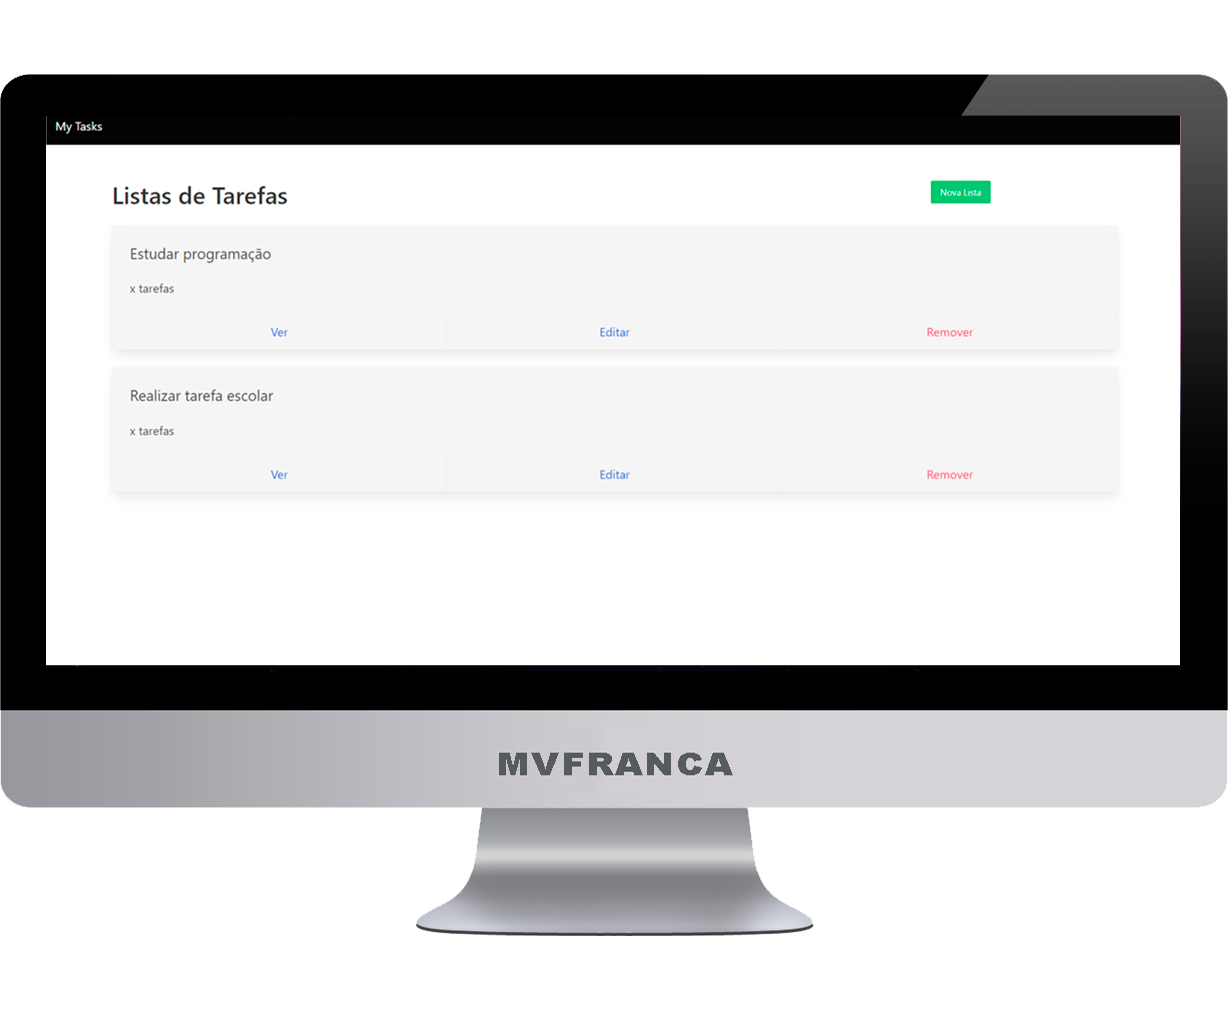 My Tasks
Listas de Tarefas
Nova Lista
Estudar programação
x tarefas
Ver
Editar
Remover
Realizar tarefa escolar
x tarefas
Ver
Editar
Remover
MVFRANCA